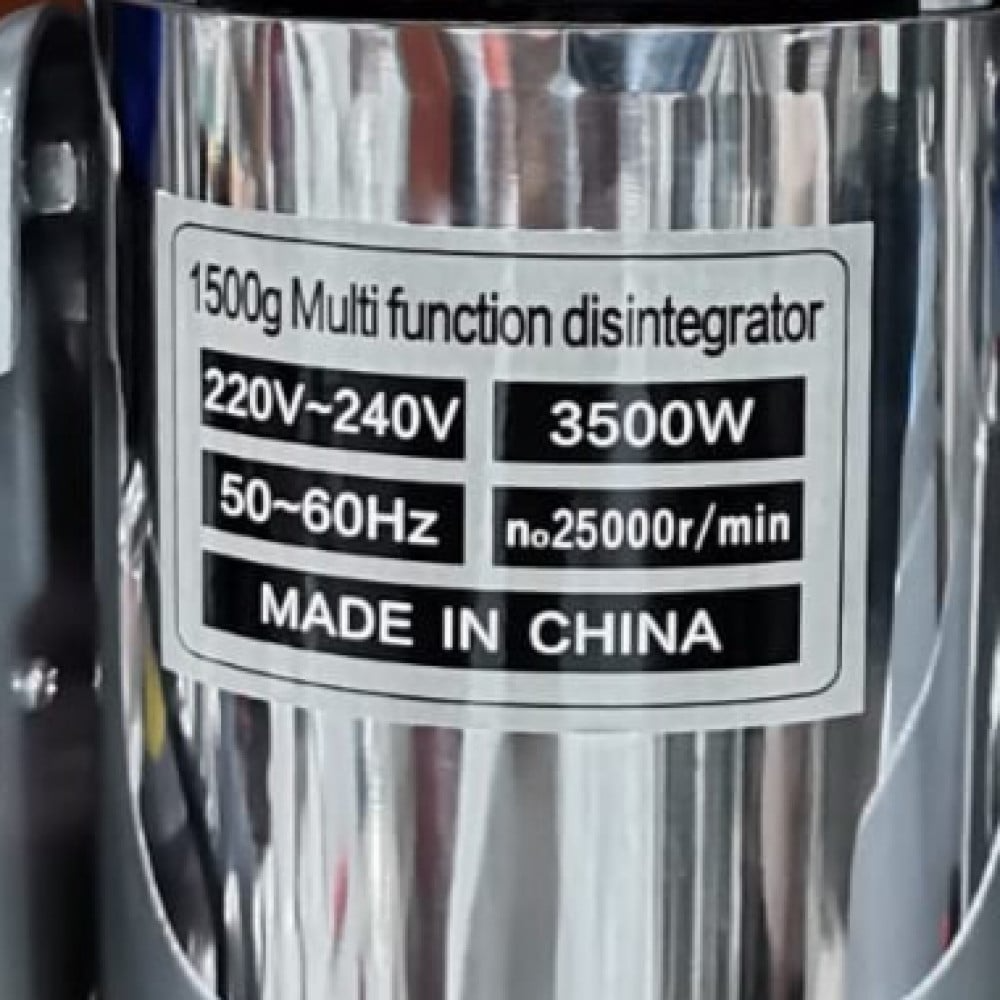 1500g Multi function disintegrator
220V~240V 3500W
50~60Hz no25000r/min
MADE IN CHINA